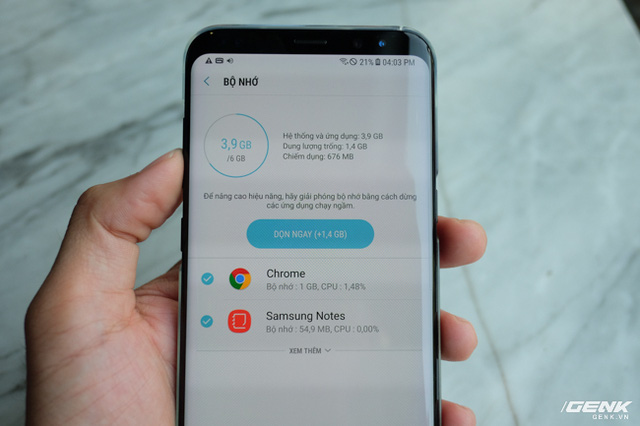 21% 04:03 PM
BỘ NHỚ
3,9 GB
/6 GB
Hệ thống và ứng dụng: 3,9 GB
Dung lượng trống: 1,4 GB
Chiếm dụng: 676 MB
Để nâng cao hiệu năng, hãy giải phóng bộ nhớ bằng cách dừng
các ứng dụng chạy ngầm.
DỌN NGAY (+1,4 GB)
Chrome
Bộ nhớ : 1 GB, CPU : 1,48%
Samsung Notes
Bộ nhớ : 54,9 MB, CPU : 0,00%
XEM THÊM
GENK
GENK.VN